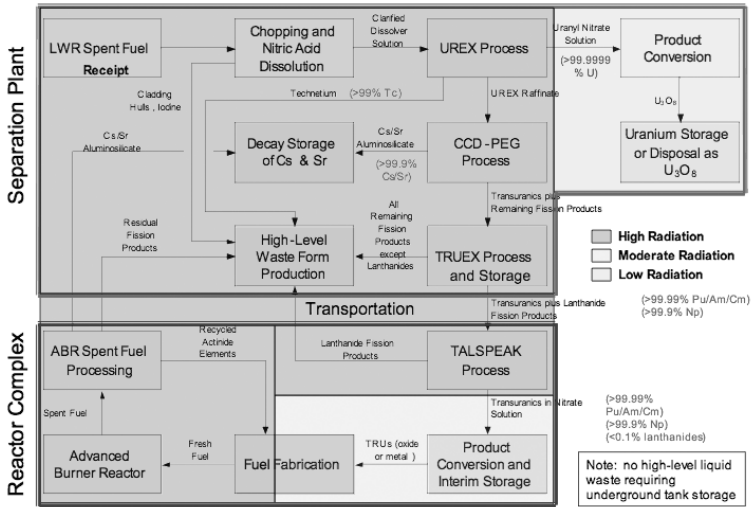 Separation Plant
LWR Spent Fuel
Receipt
Chopping and
Nitric Acid
Dissolution
Clarified
Dissolver
Solution
UREX Process
Uranyl Nitrate
Solution
(>99.9999
% U)
Product
Conversion
Cladding
Hulls , Iodine
Technetium (>99% Tc)
UREX Raffinate
U3O8
Cs/Sr
Aluminosilicate
Decay Storage
of Cs & Sr
Cs/Sr
Aluminosilicate
(>99.9%
Cs/Sr)
CCD -PEG
Process
Uranium Storage
or Disposal as
U3O8
Transuranics plus
Remaining Fission Products
Residual
Fission
Products
High-Level
Waste Form
Production
All
Remaining
Fission
Products
except
Lanthanides
TRUEX Process
and Storage
High Radiation
Moderate Radiation
Low Radiation
Transportation
Transuranics plus Lanthanide
Fission Products
(>99.99% Pu/Am/Cm)
(>99.9% Np)
Reactor Complex
ABR Spent Fuel
Processing
Recycled
Actinide
Elements
Lanthanide Fission
Products
TALSPEAK
Process
Spent Fuel
Transuranics in Nitrate
Solution
(>99.99%
Pu/Am/Cm)
(>99.9% Np)
(<0.1% lanthanides)
Advanced
Burner Reactor
Fresh
Fuel
Fuel Fabrication
TRUs (oxide
or metal )
Product
Conversion and
Interim Storage
Note: no high-level liquid
waste requiring
underground tank storage